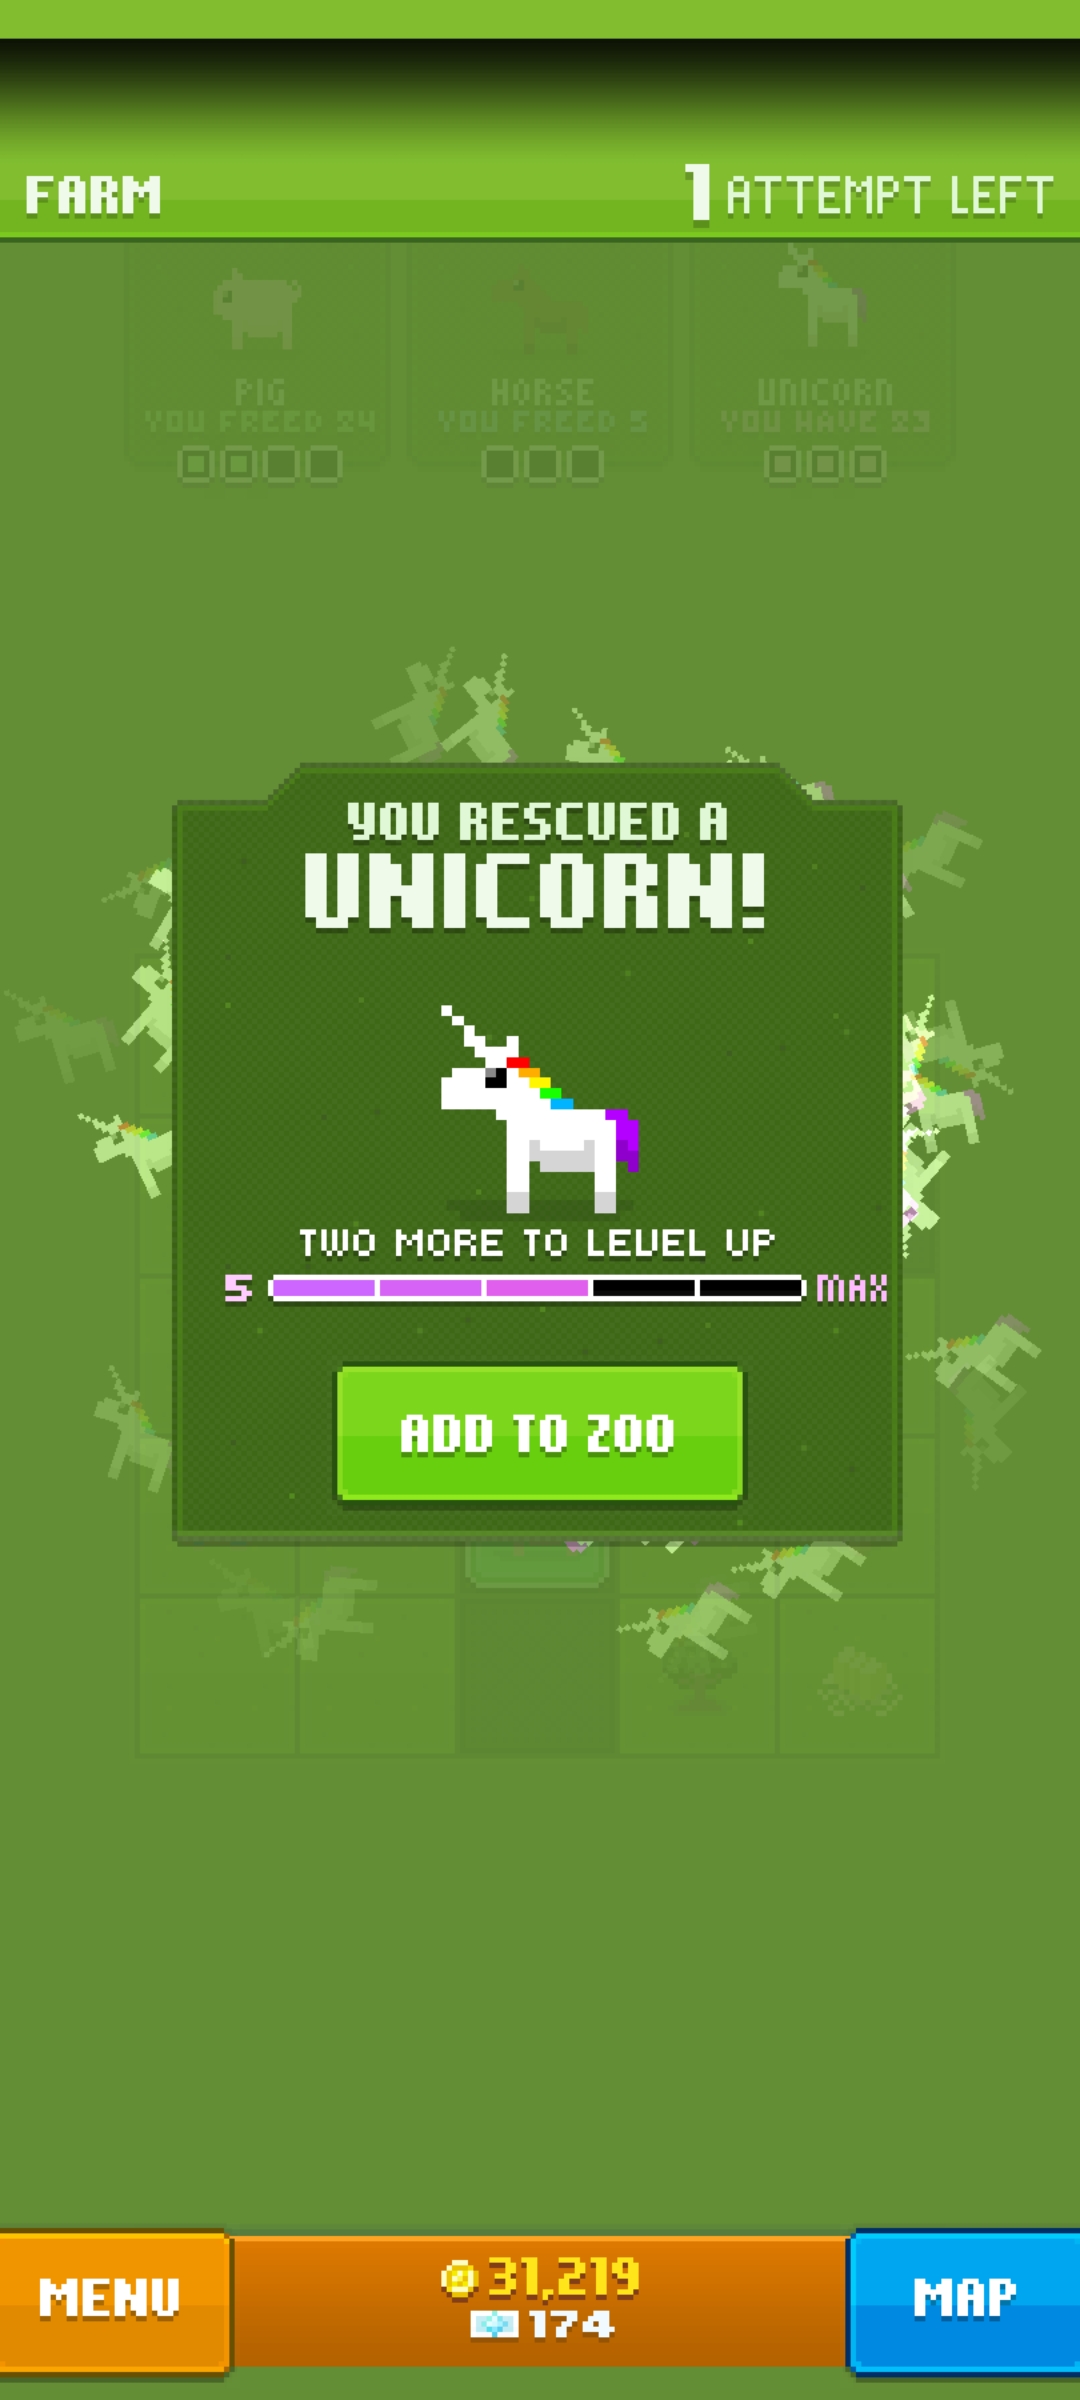 FARM
1 ATTEMPT LEFT
PIG
YOU FREED 24
HORSE
YOU FREED 5
UNICORN
YOU HAVE 23
YOU RESCUED A
UNICORN!
TWO MORE TO LEVEL UP
5
MAX
ADD TO ZOO
MENU
31,219
174
MAP